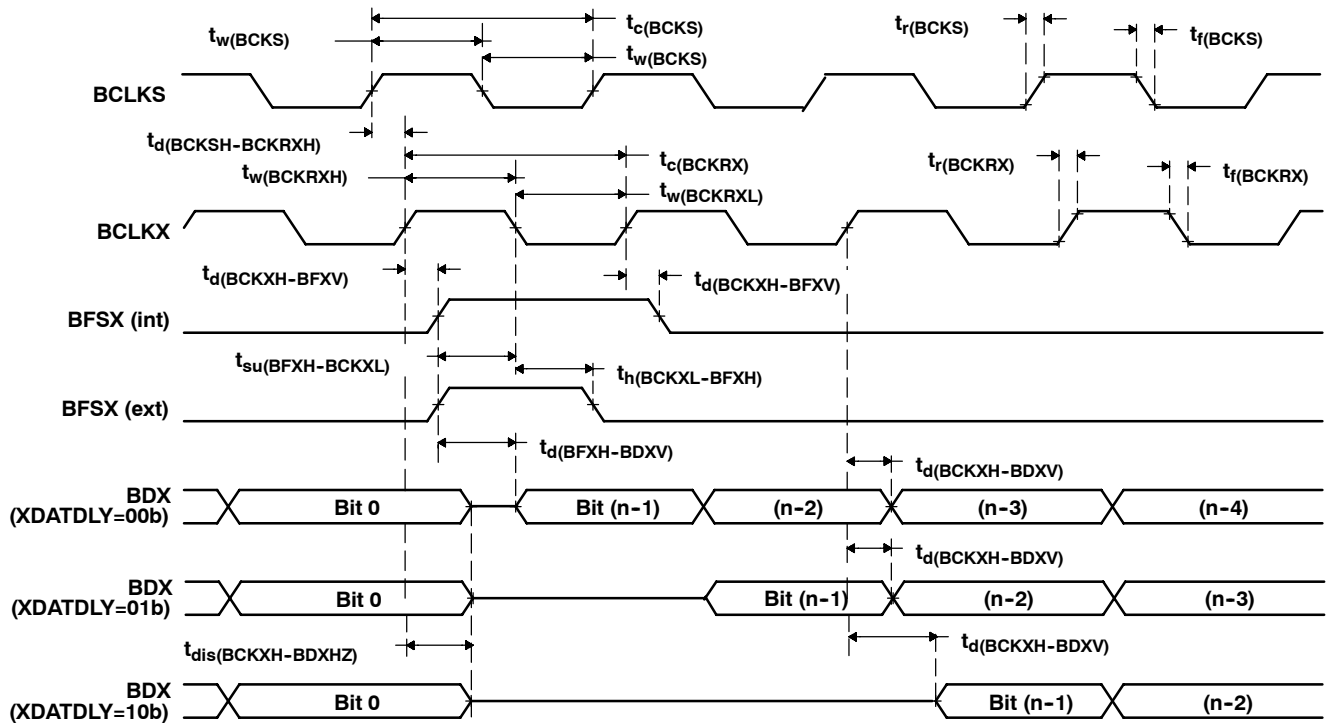 tc(BCKS)
tw(BCKS)
tw(BCKS)
tr(BCKS)
tf(BCKS)
BCLKS
td(BCKSH-BCKRXH)
tc(BCKRX)
tw(BCKRXH)
tw(BCKRXL)
tr(BCKRX)
tf(BCKRX)
BCLKX
td(BCKXH-BFXV)
td(BCKXH-BFXV)
BFSX (int)
tsu(BFXH-BCKXL)
th(BCKXL-BFXH)
BFSX (ext)
td(BFXH-BDXV)
td(BCKXH-BDXV)
BDX
(XDATDLY=00b)
Bit 0
Bit (n-1)
(n-2)
(n-3)
(n-4)
td(BCKXH-BDXV)
BDX
(XDATDLY=01b)
Bit 0
Bit (n-1)
(n-2)
(n-3)
tdis(BCKXH-BDXHZ)
td(BCKXH-BDXV)
BDX
(XDATDLY=10b)
Bit 0
Bit (n-1)
(n-2)